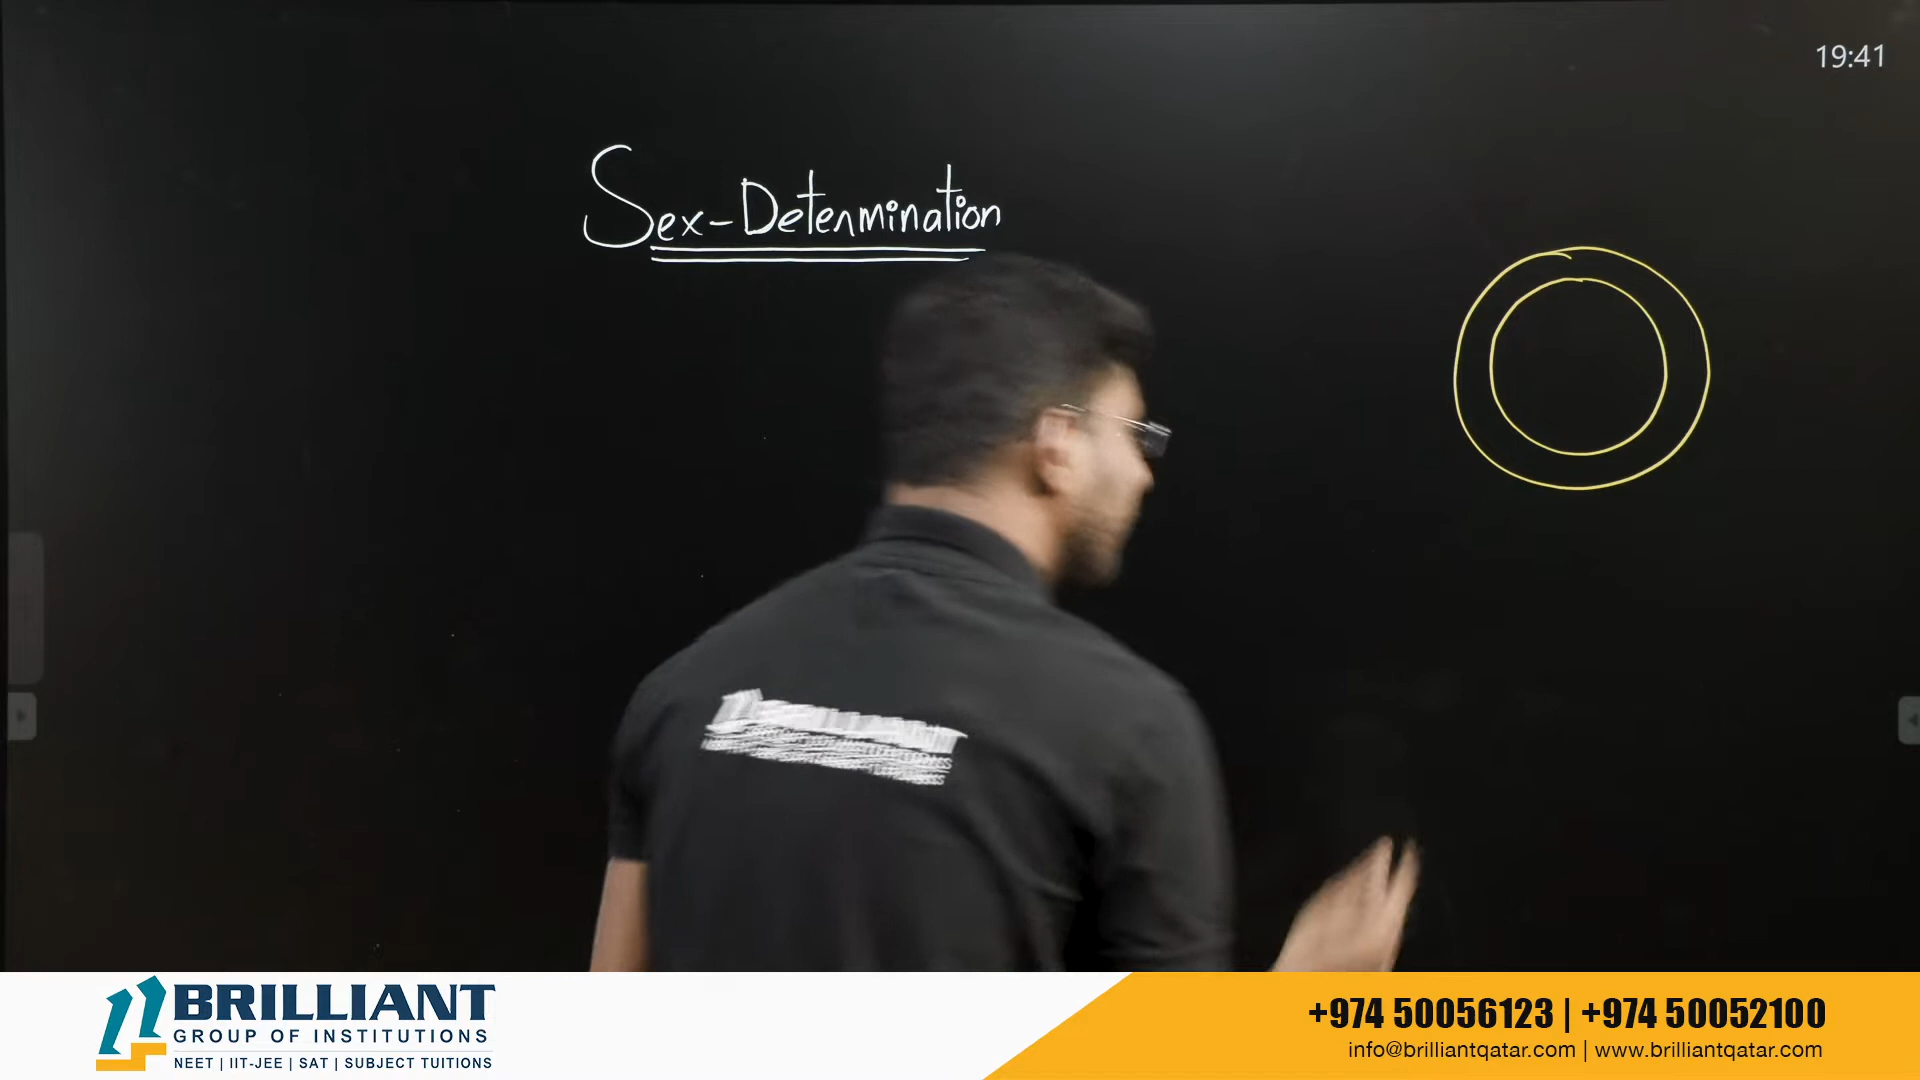 19:41
Sex-Determination
BRILLIANT
GROUP OF INSTITUTIONS
NEET | IIT-JEE | SAT | SUBJECT TUITIONS
+974 50056123 | +974 50052100
info@brilliantqatar.com | www.brilliantqatar.com